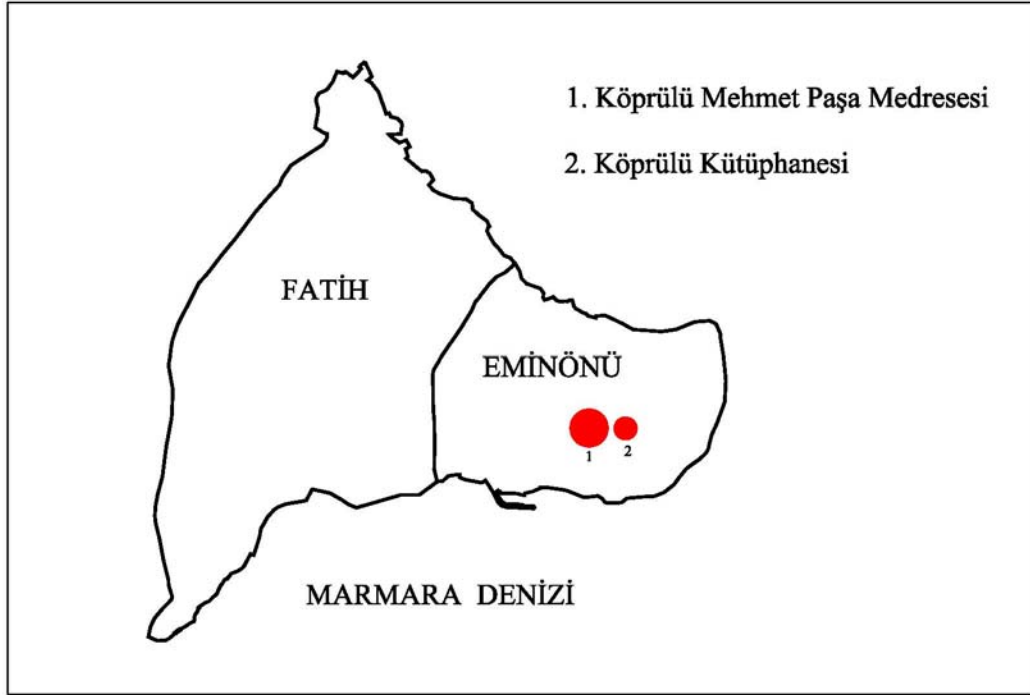 1. Köprülü Mehmet Paşa Medresesi
2. Köprülü Kütüphanesi
FATİH
EMİNÖNÜ
1
2
MARMARA DENİZİ